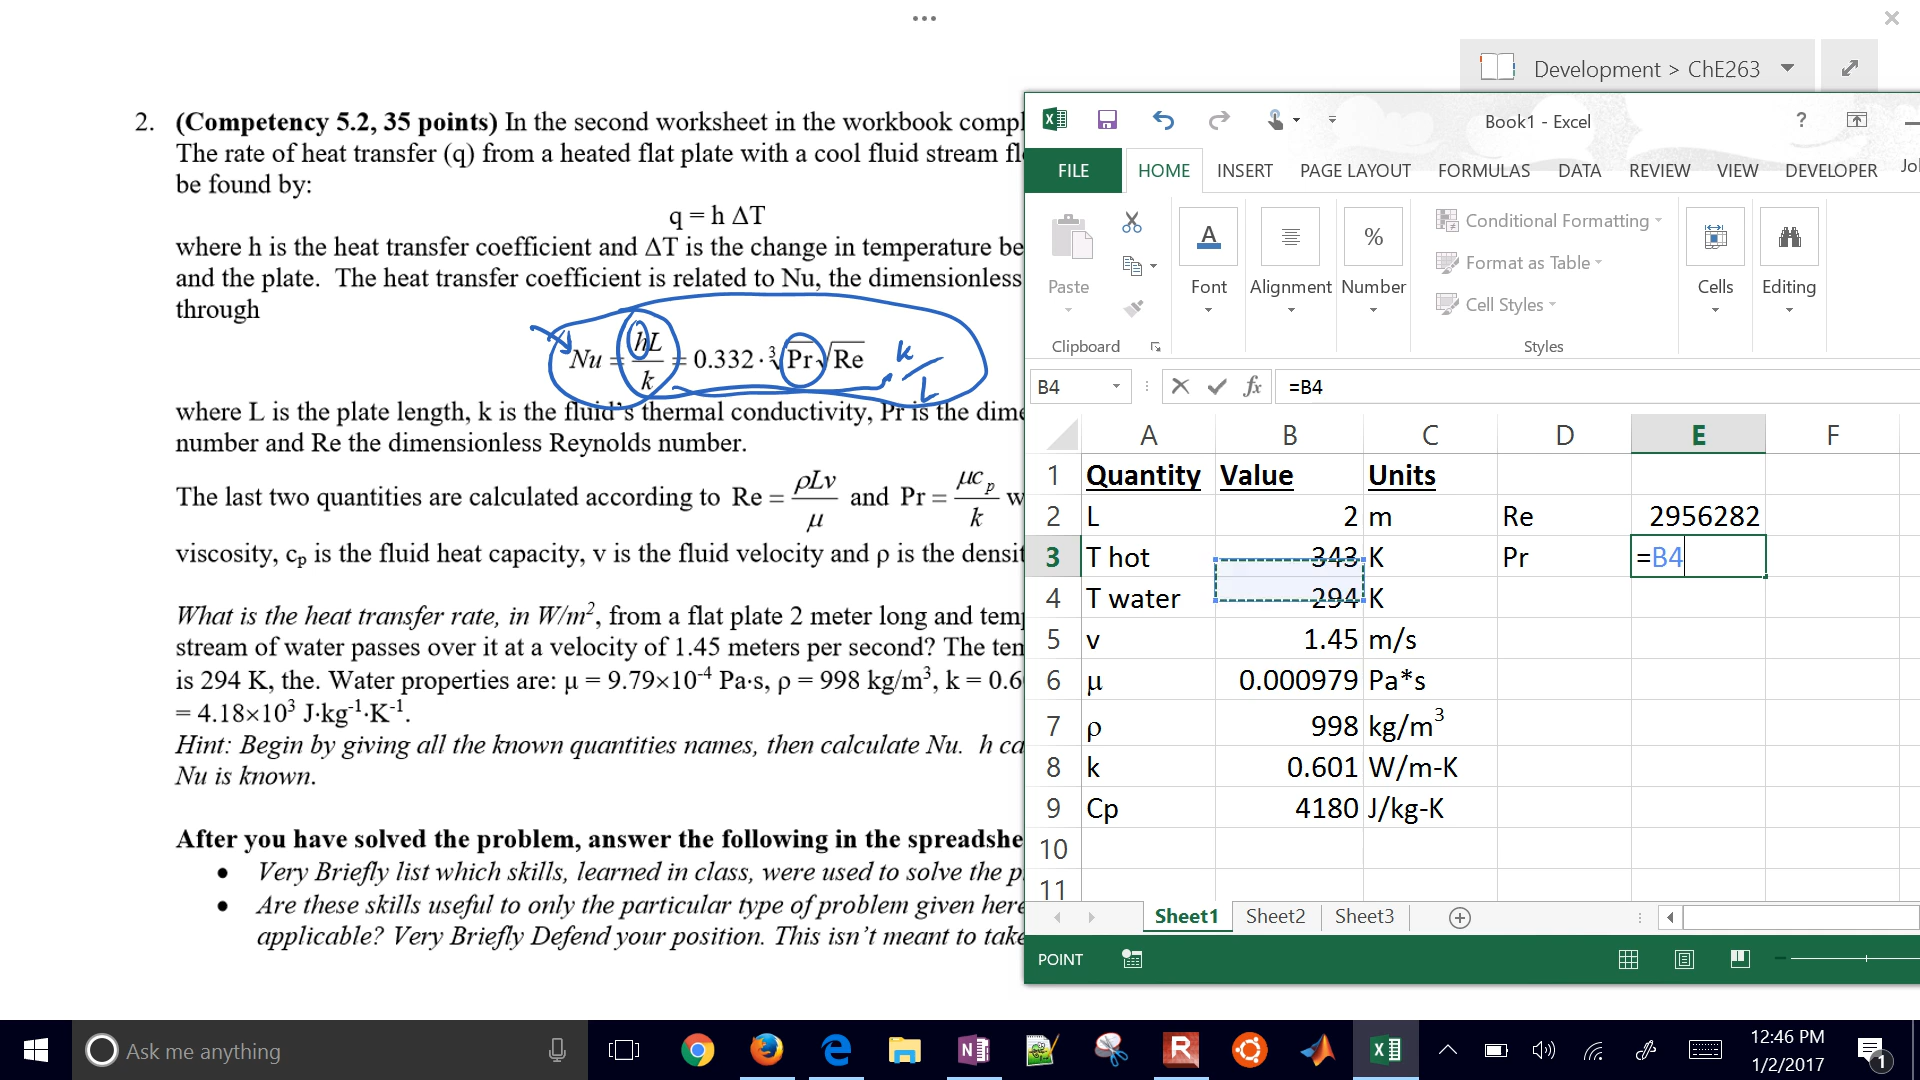 Development > ChE263
2. (Competency 5.2, 35 points) In the second worksheet in the workbook compl
The rate of heat transfer (q) from a heated flat plate with a cool fluid stream fl
be found by:
q = h ΔT
where h is the heat transfer coefficient and ΔT is the change in temperature be
and the plate. The heat transfer coefficient is related to Nu, the dimensionless
through
Nu = hL/k = 0.332·∛Pr√Re k/L
where L is the plate length, k is the fluid's thermal conductivity, Pr is the dime
number and Re the dimensionless Reynolds number.
The last two quantities are calculated according to Re = ρLv/μ and Pr = μcₚ/k w
viscosity, cₚ is the fluid heat capacity, v is the fluid velocity and ρ is the densit
What is the heat transfer rate, in W/m², from a flat plate 2 meter long and tem
stream of water passes over it at a velocity of 1.45 meters per second? The ten
is 294 K, the. Water properties are: μ = 9.79×10⁻⁴ Pa·s, ρ = 998 kg/m³, k = 0.6
= 4.18×10³ J·kg⁻¹·K⁻¹.
Hint: Begin by giving all the known quantities names, then calculate Nu. h ca
Nu is known.
After you have solved the problem, answer the following in the spreadshe
• Very Briefly list which skills, learned in class, were used to solve the p
• Are these skills useful to only the particular type of problem given here
applicable? Very Briefly Defend your position. This isn't meant to take
Book1 - Excel ?
FILE HOME INSERT PAGE LAYOUT FORMULAS DATA REVIEW VIEW DEVELOPER Jo
Paste
Clipboard
A
Font
Alignment
%
Number
Conditional Formatting
Format as Table
Cell Styles
Styles
Cells
Editing
B4 fx =B4
A B C D E F
1 Quantity Value Units
2 L 2 m Re 2956282
3 T hot 343 K Pr =B4
4 T water 294 K
5 v 1.45 m/s
6 μ 0.000979 Pa*s
7 ρ 998 kg/m³
8 k 0.601 W/m-K
9 Cp 4180 J/kg-K
10
11
Sheet1 Sheet2 Sheet3
POINT
Ask me anything
12:46 PM
1/2/2017
1